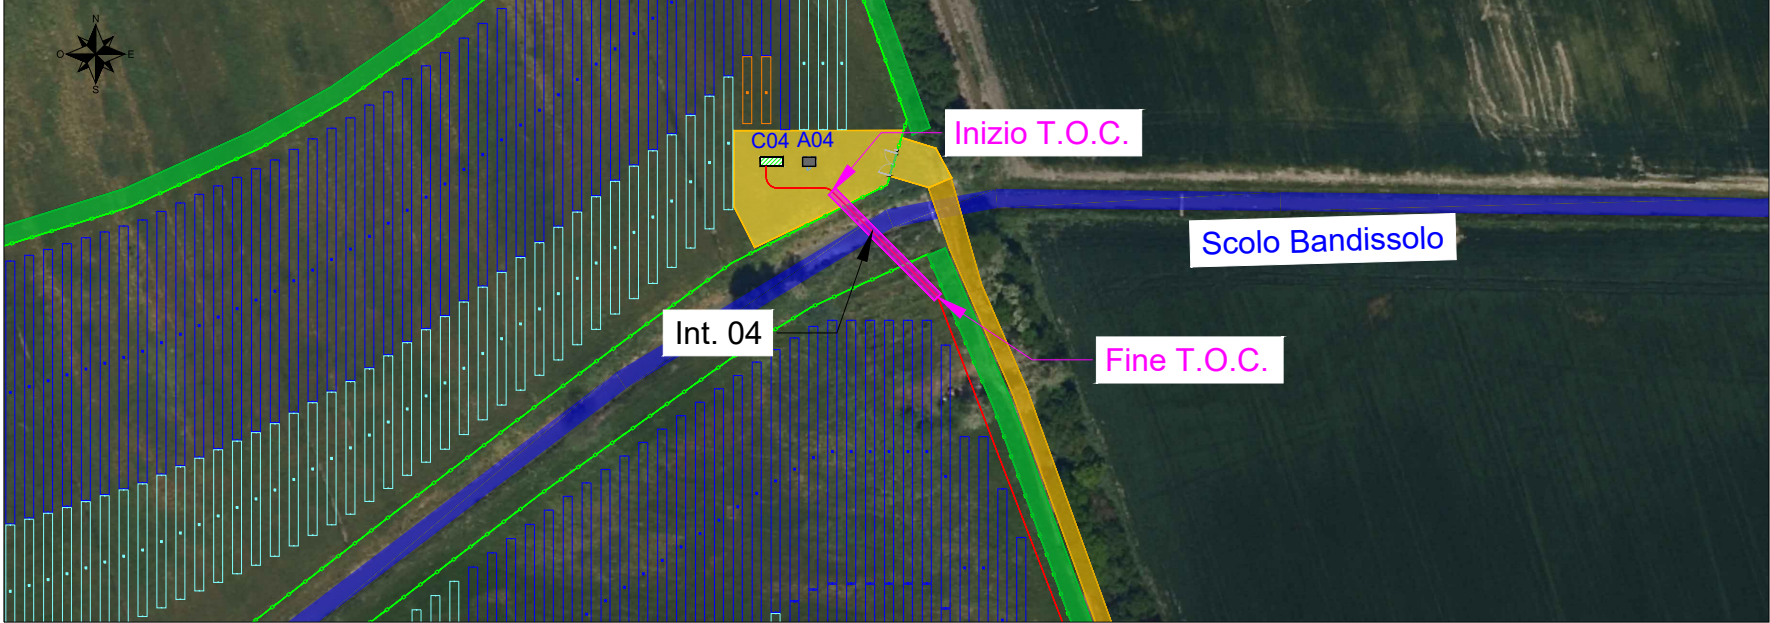 N
O
E
S
C04 A04
Inizio T.O.C.
Scolo Bandissolo
Int. 04
Fine T.O.C.